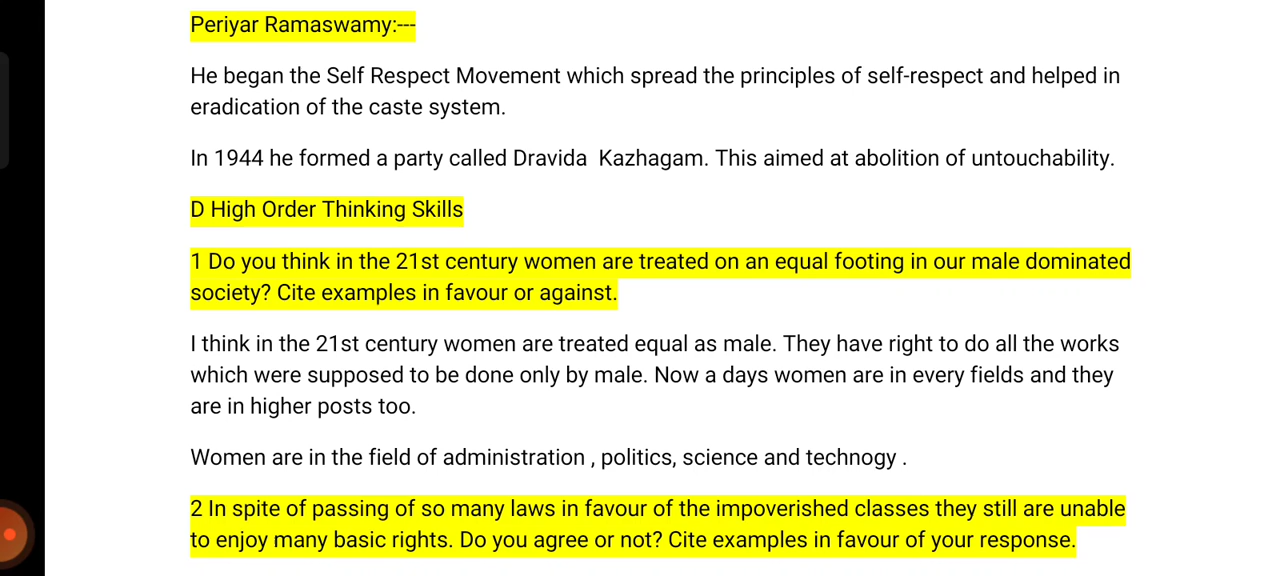 Periyar Ramaswamy:---
He began the Self Respect Movement which spread the principles of self-respect and helped in
eradication of the caste system.
In 1944 he formed a party called Dravida  Kazhagam. This aimed at abolition of untouchability.
D High Order Thinking Skills
1 Do you think in the 21st century women are treated on an equal footing in our male dominated
society? Cite examples in favour or against.
I think in the 21st century women are treated equal as male. They have right to do all the works
which were supposed to be done only by male. Now a days women are in every fields and they
are in higher posts too.
Women are in the field of administration , politics, science and technogy .
2 In spite of passing of so many laws in favour of the impoverished classes they still are unable
to enjoy many basic rights. Do you agree or not? Cite examples in favour of your response.